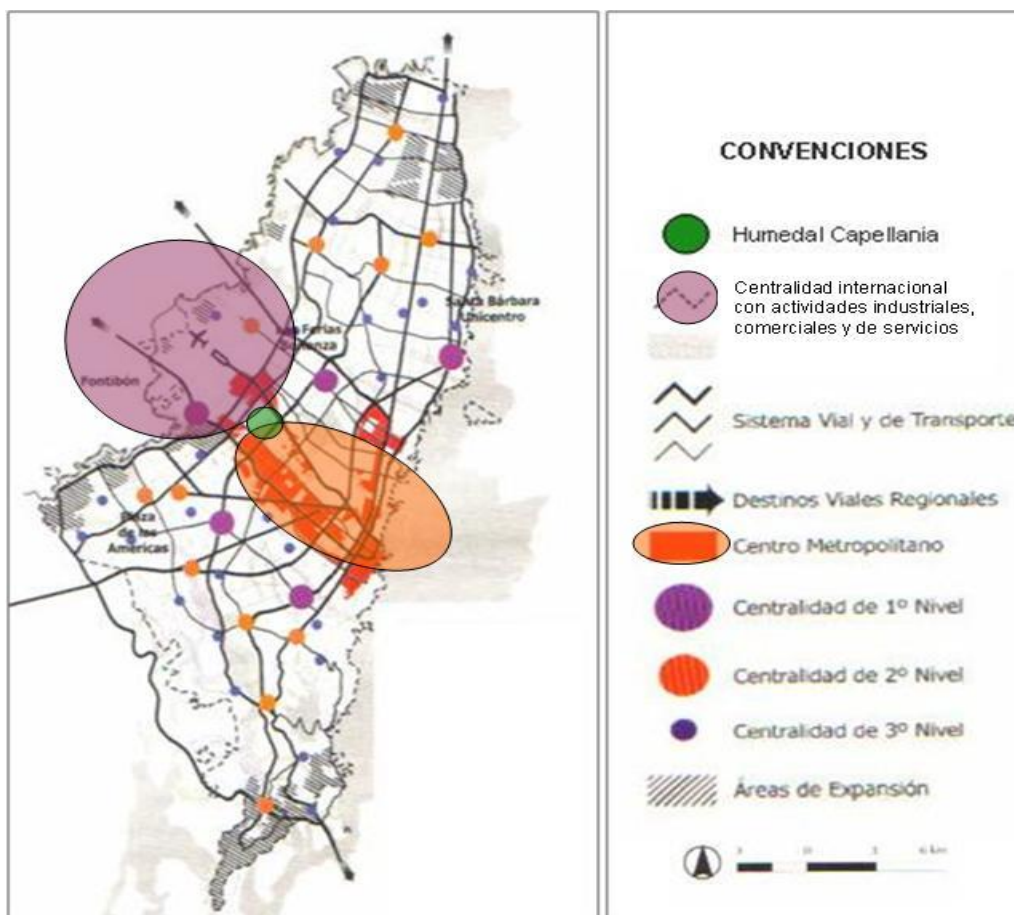 Santa Bárbara
Unicentro
Ferias
Fontibón
Plaza
de las
Américas
CONVENCIONES
Humedal Capellania
Centralidad internacional
con actividades industriales,
comerciales y de servicios
Sistema Vial y de Transporte
Destinos Viales Regionales
Centro Metropolitano
Centralidad de 1º Nivel
Centralidad de 2º Nivel
Centralidad de 3º Nivel
Áreas de Expansión